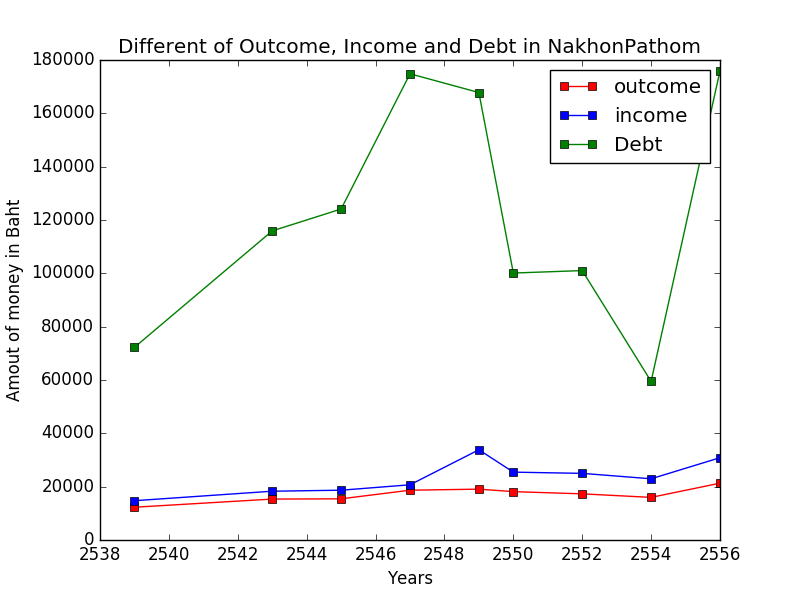 Different of Outcome, Income and Debt in NakhonPathom
180000
160000
140000
120000
100000
80000
60000
40000
20000
0
Amout of money in Baht
outcome
income
Debt
2538 2540 2542 2544 2546 2548 2550 2552 2554 2556
Years